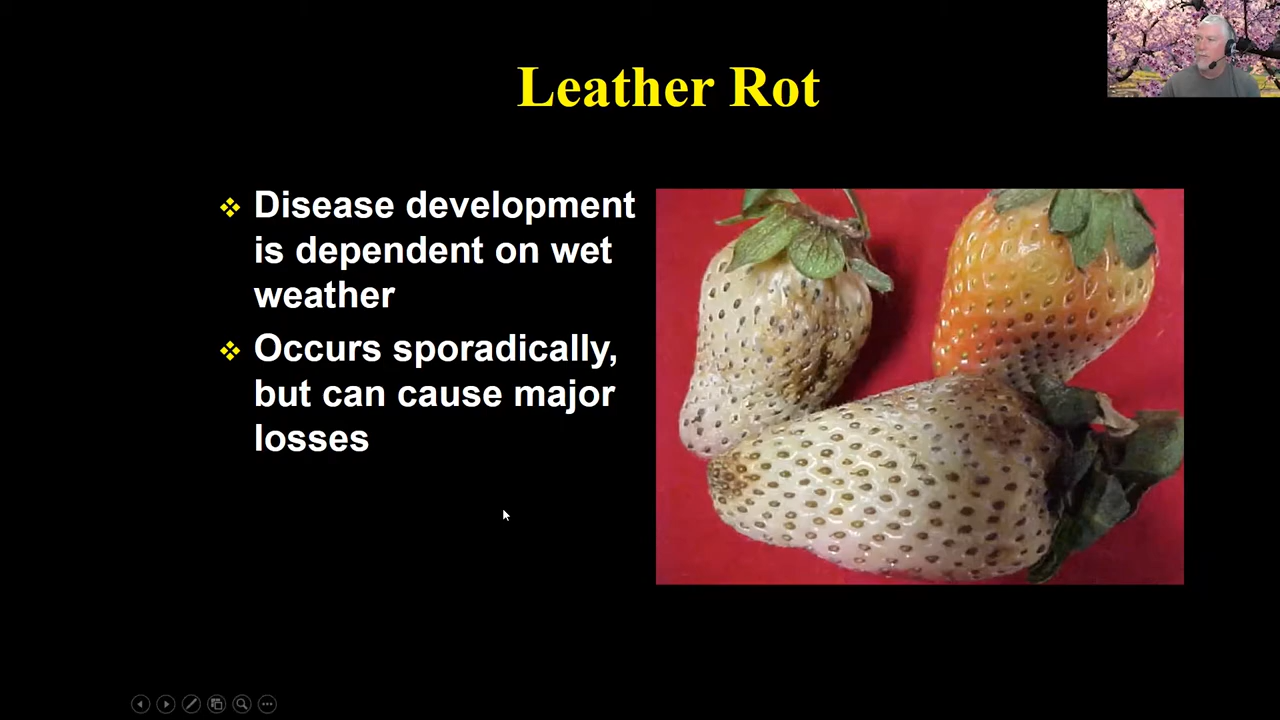 Leather Rot
Disease development
is dependent on wet
weather
Occurs sporadically,
but can cause major
losses